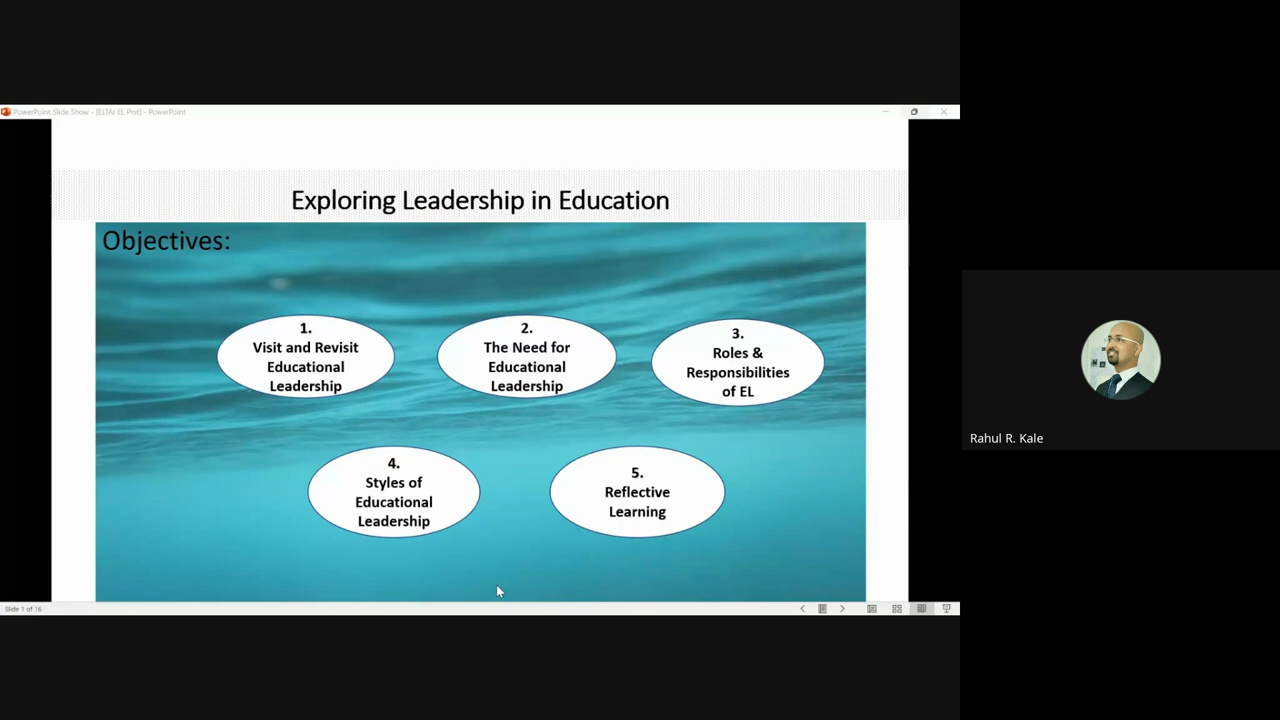 PowerPoint Slide Show - [ELTAI EL Prst] - PowerPoint
Exploring Leadership in Education
Objectives:
1.
Visit and Revisit
Educational
Leadership
2.
The Need for
Educational
Leadership
3.
Roles &
Responsibilities
of EL
4.
Styles of
Educational
Leadership
5.
Reflective
Learning
Slide 1 of 16
Rahul R. Kale